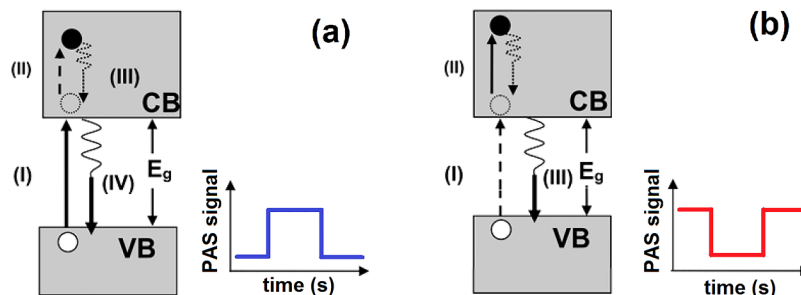 (a)
(II)
(III)
CB
(I)
(IV)
Eg
VB
PAS signal
time (s)
(b)
(II)
CB
(I)
(III)
Eg
VB
PAS signal
time (s)